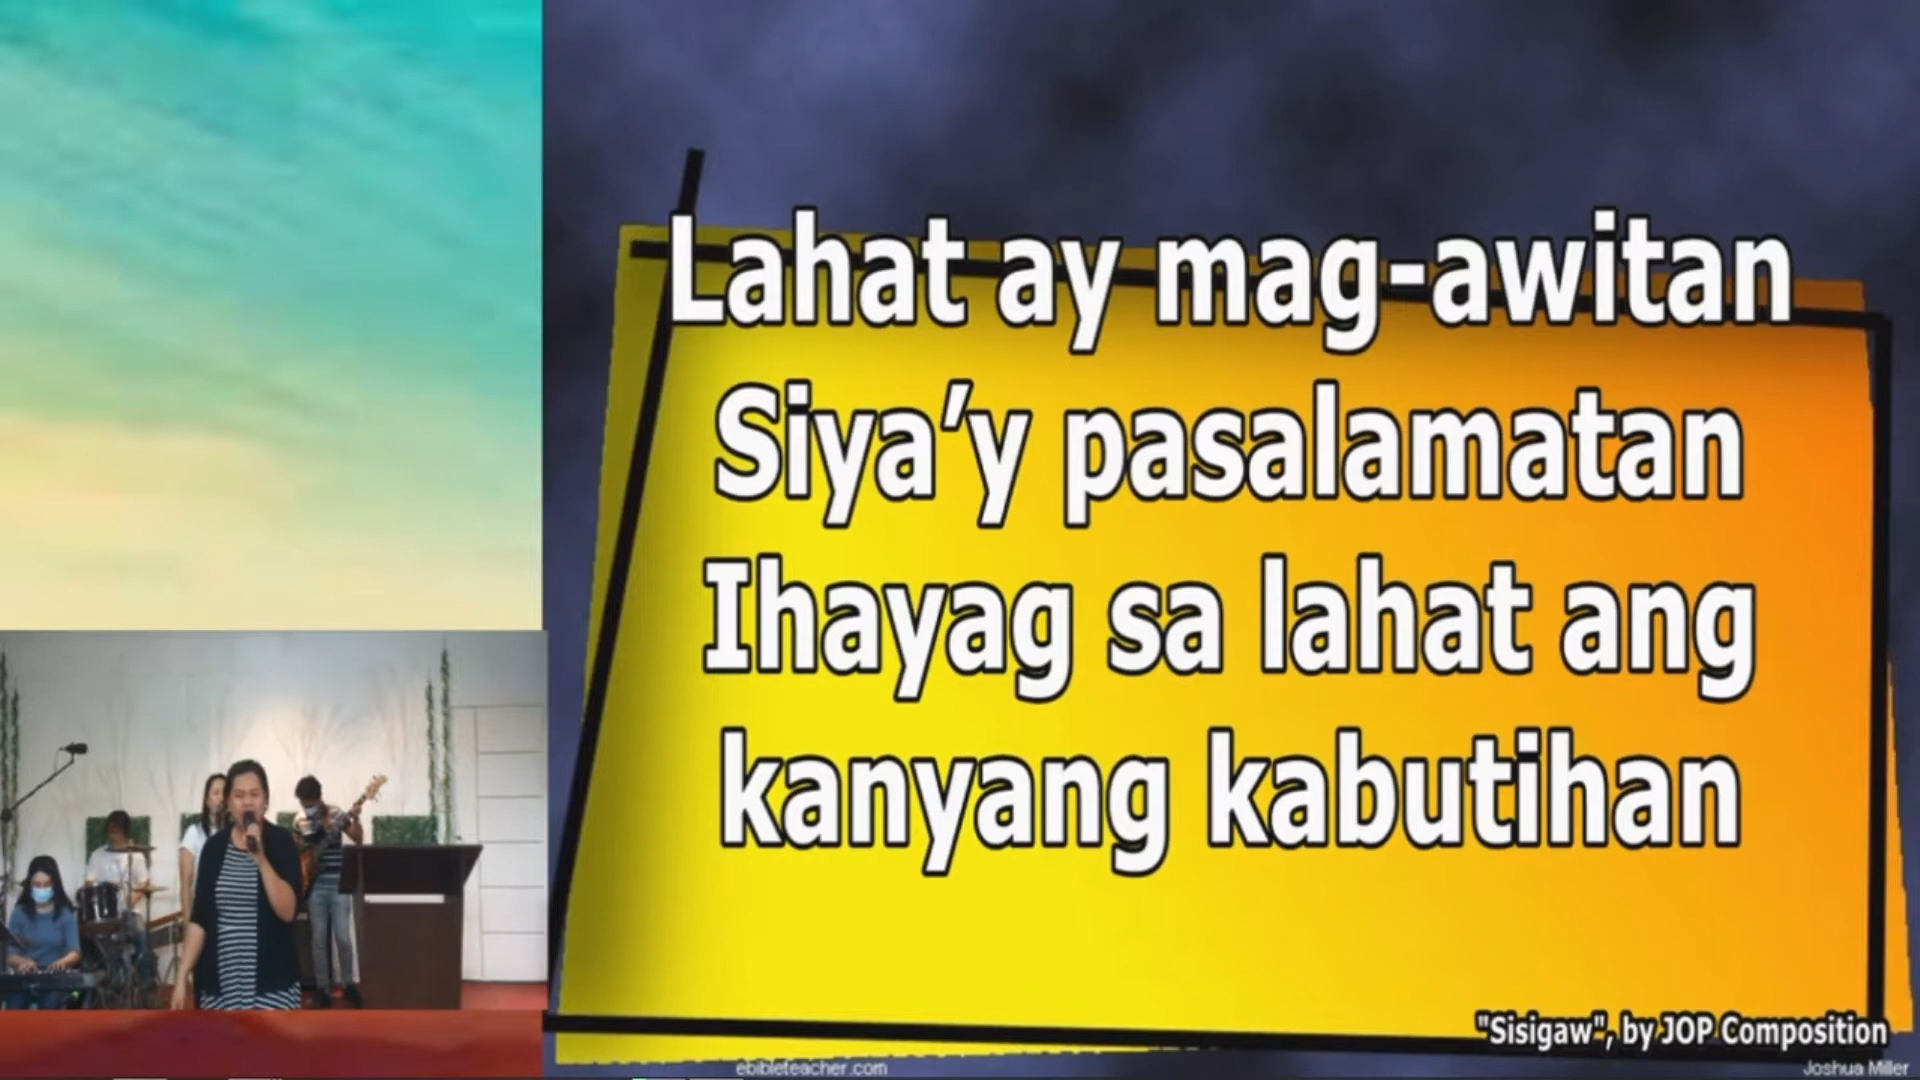 Lahat ay mag-awitan
Siya’y pasalamatan
Ihayag sa lahat ang
kanyang kabutihan
"Sisigaw", by JOP Composition
ebibleteacher.com
Joshua Miller